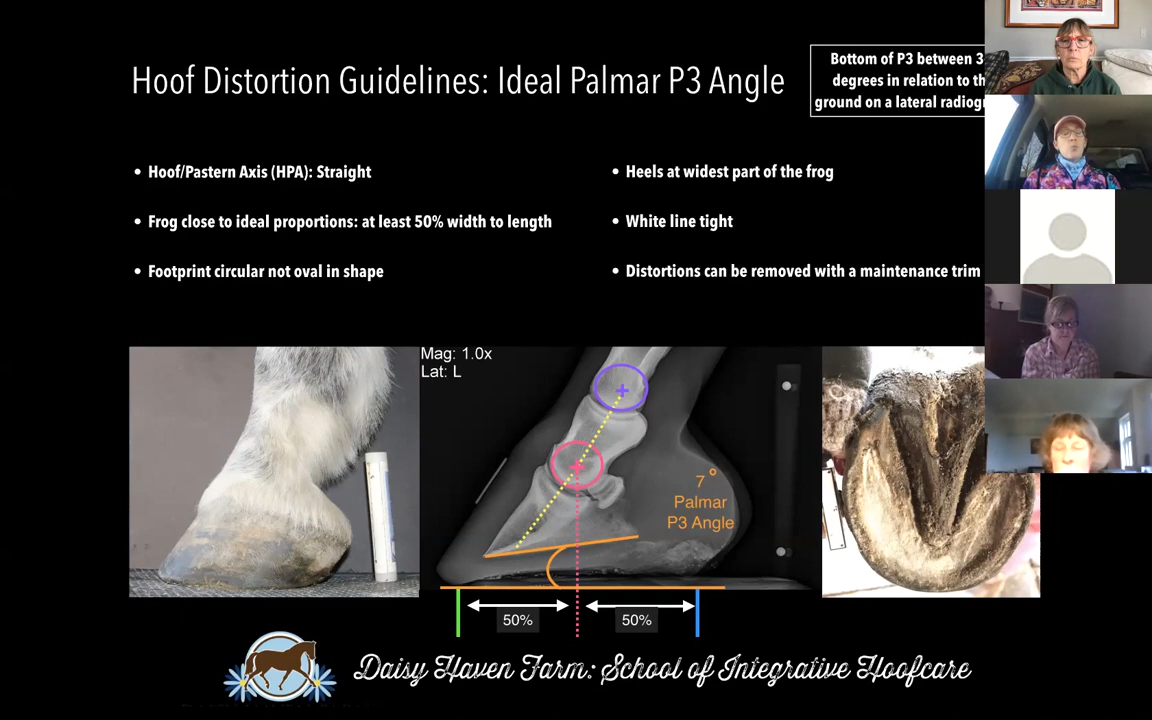 Hoof Distortion Guidelines: Ideal Palmar P3 Angle
Bottom of P3 between 3
degrees in relation to th
ground on a lateral radiogr
• Hoof/Pastern Axis (HPA): Straight
• Frog close to ideal proportions: at least 50% width to length
• Footprint circular not oval in shape
• Heels at widest part of the frog
• White line tight
• Distortions can be removed with a maintenance trim
Mag: 1.0x
Lat: L
7°
Palmar
P3 Angle
50%
50%
Daisy Haven Farm: School of Integrative Hoofcare